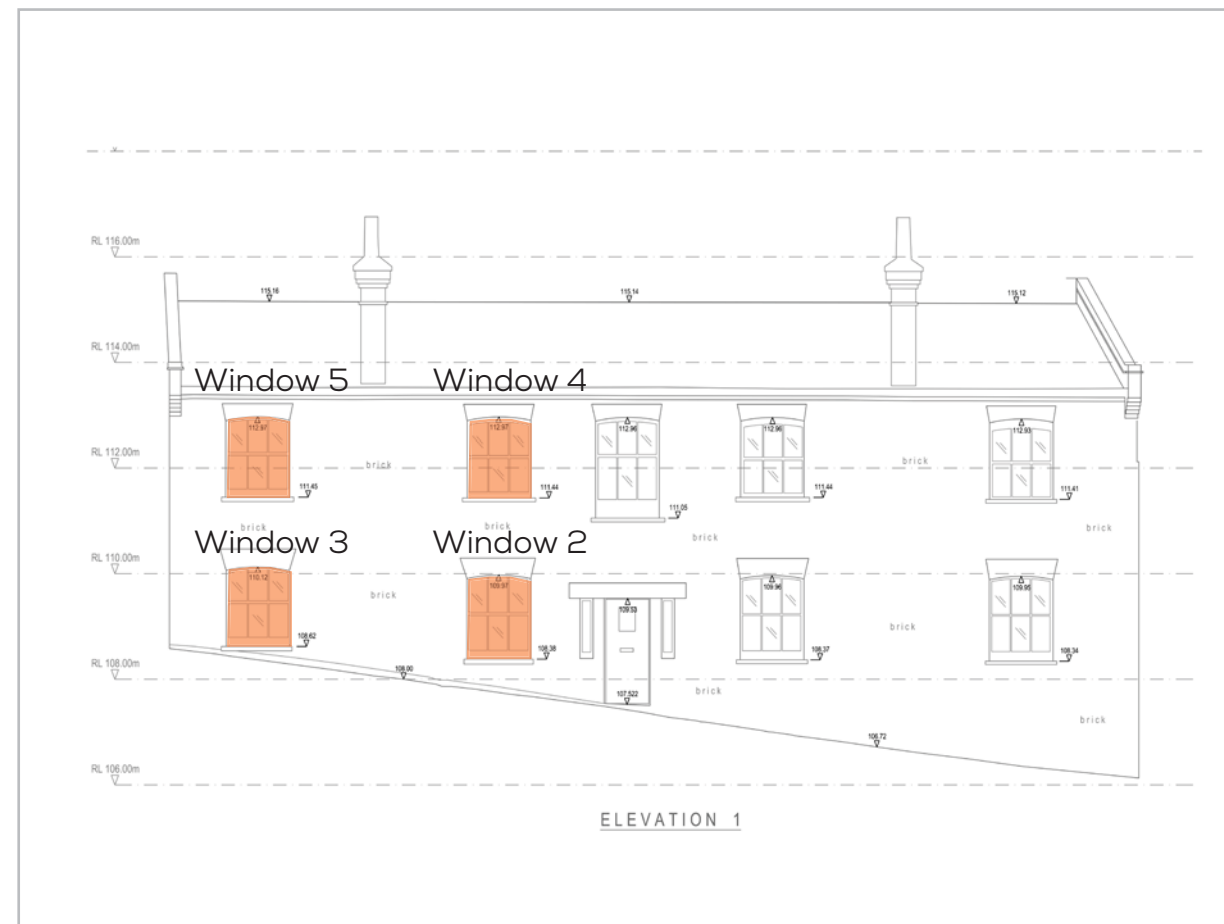 RL 116.00m
115.16
115.14
115.12
RL 114.00m
Window 5
Window 4
112.97
112.97
112.96
112.96
112.93
RL 112.00m
brick
brick
111.45
111.44
111.05
111.44
111.41
brick
brick
brick
brick
Window 3
Window 2
RL 110.00m
110.12
109.97
109.96
109.95
brick
109.53
brick
108.62
108.38
108.37
108.34
RL 108.00m
108.00
brick
107.522
brick
106.72
RL 106.00m
ELEVATION 1